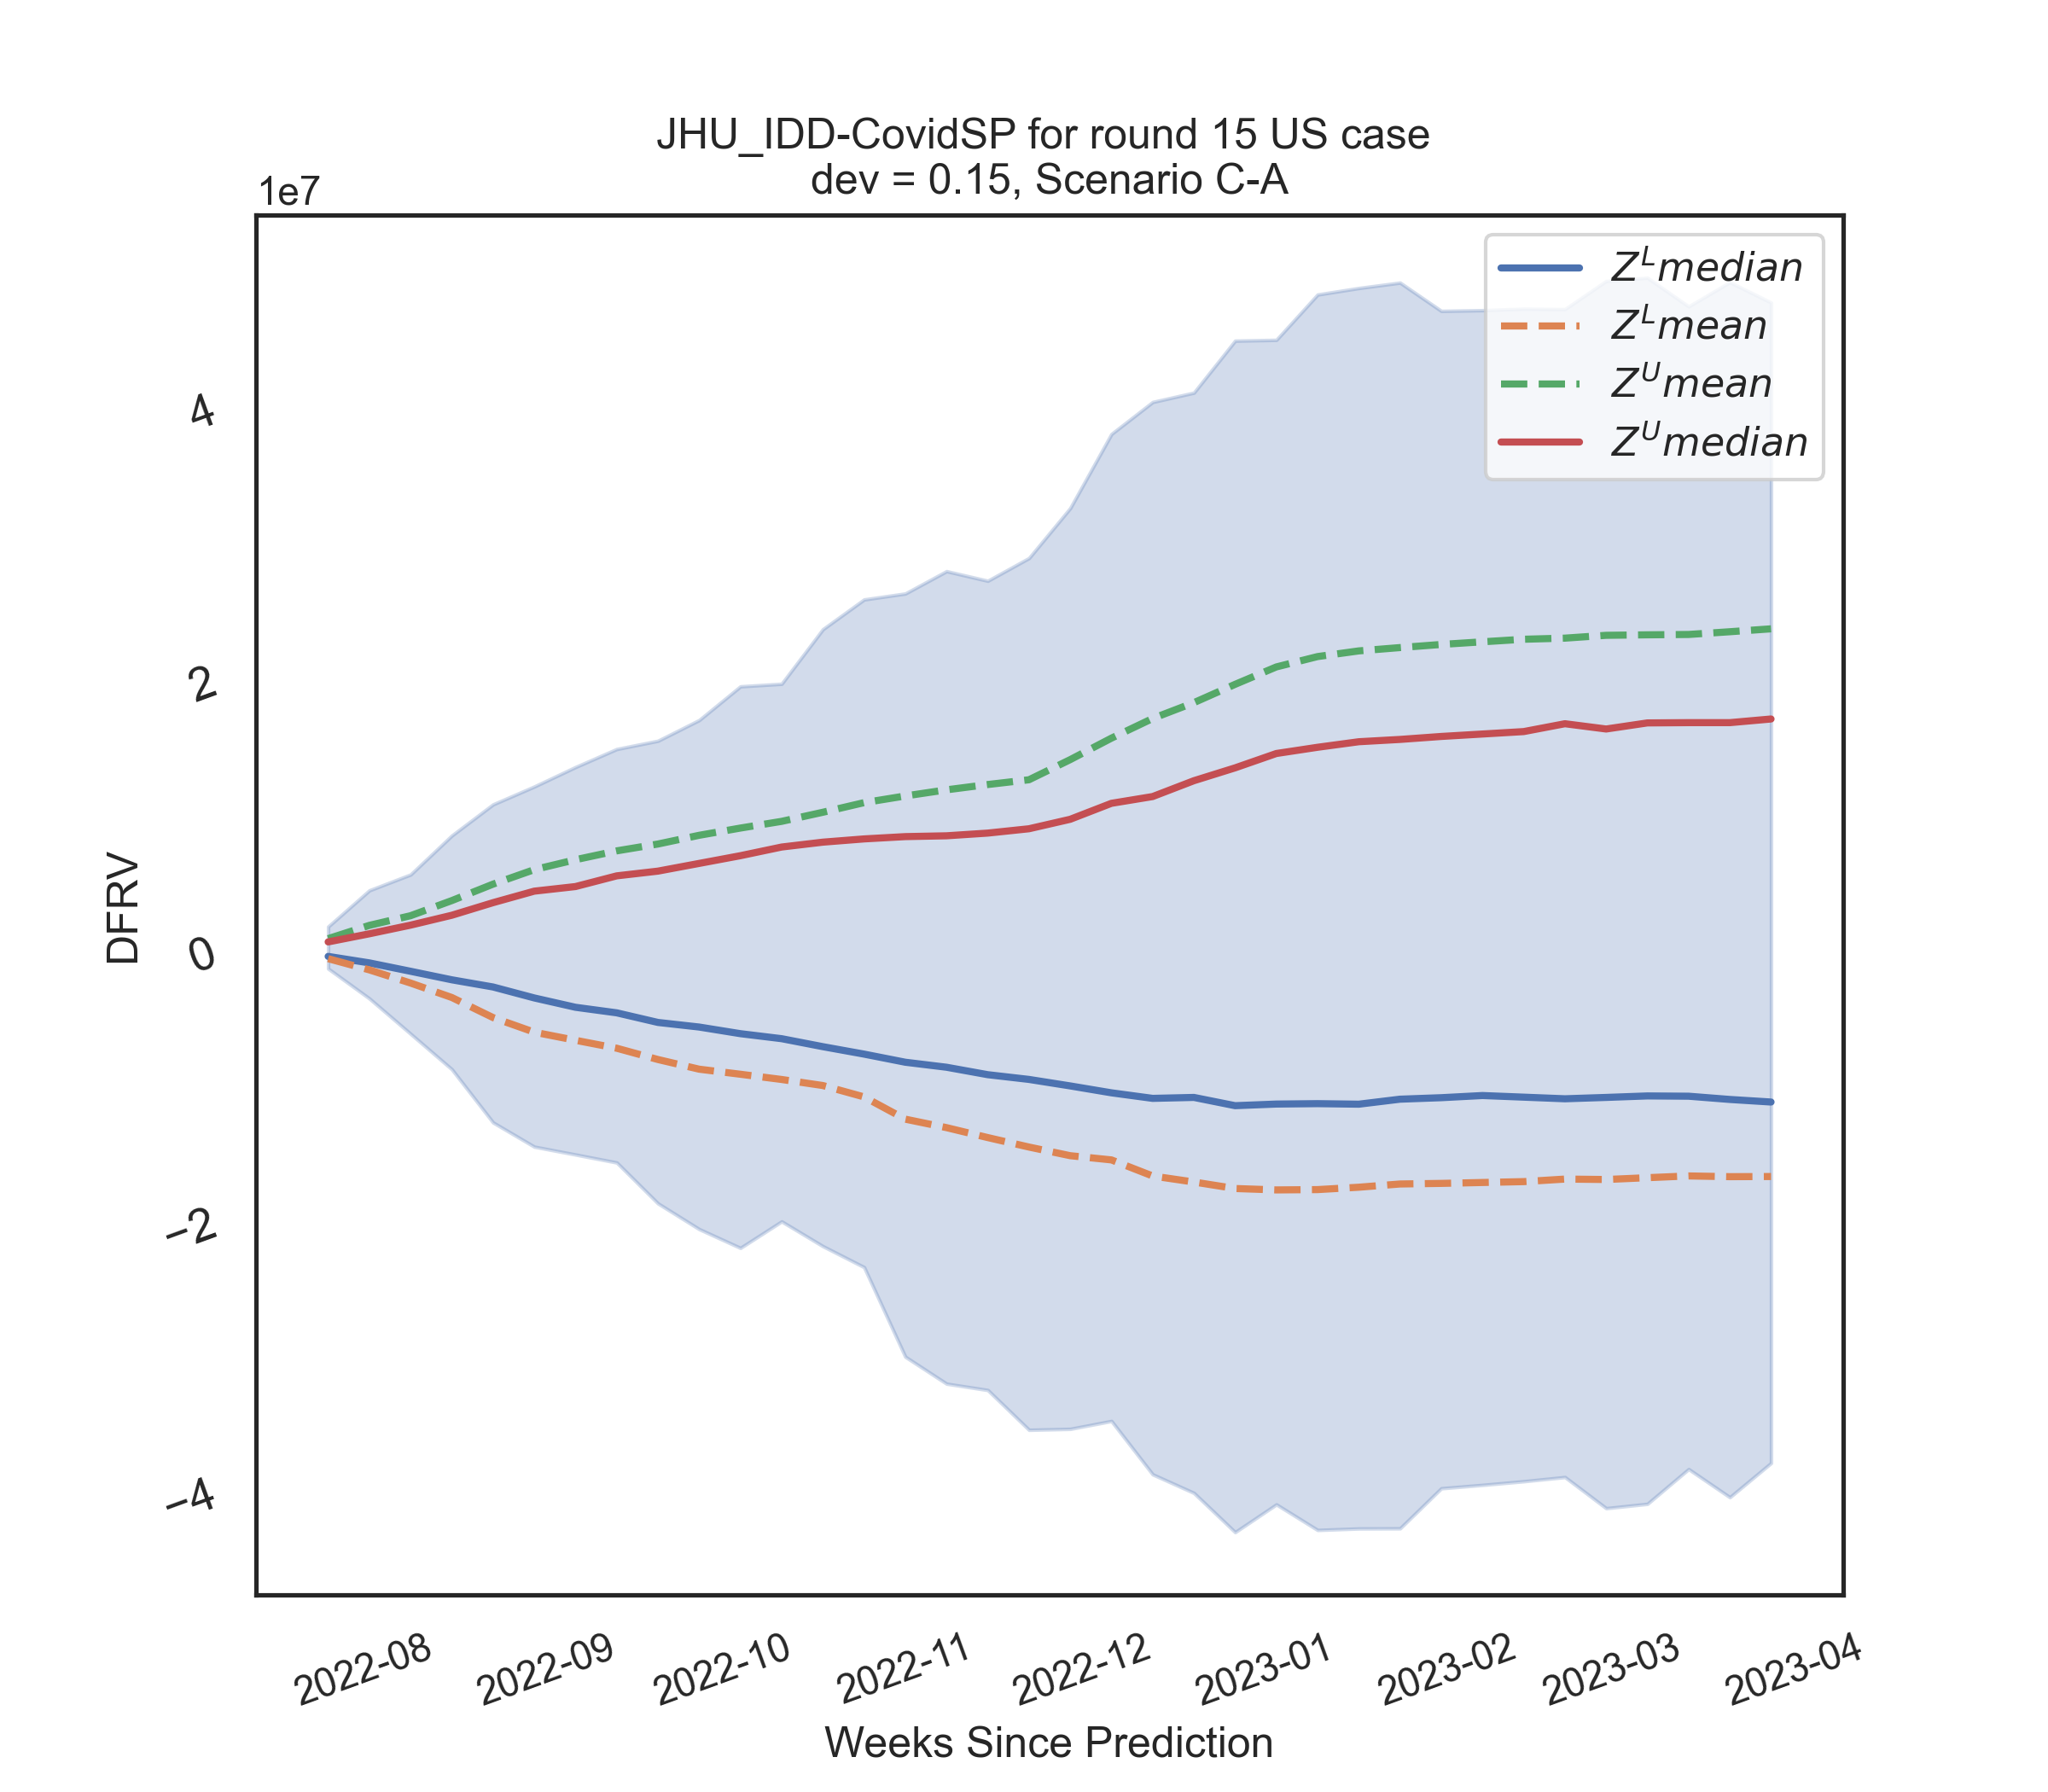 JHU_IDD-CovidSP for round 15 US case
dev = 0.15, Scenario C-A
1e7
Z^L median
Z^L mean
Z^U mean
Z^U median
4
2
0
−2
−4
DFRV
2022-08
2022-09
2022-10
2022-11
2022-12
2023-01
2023-02
2023-03
2023-04
Weeks Since Prediction